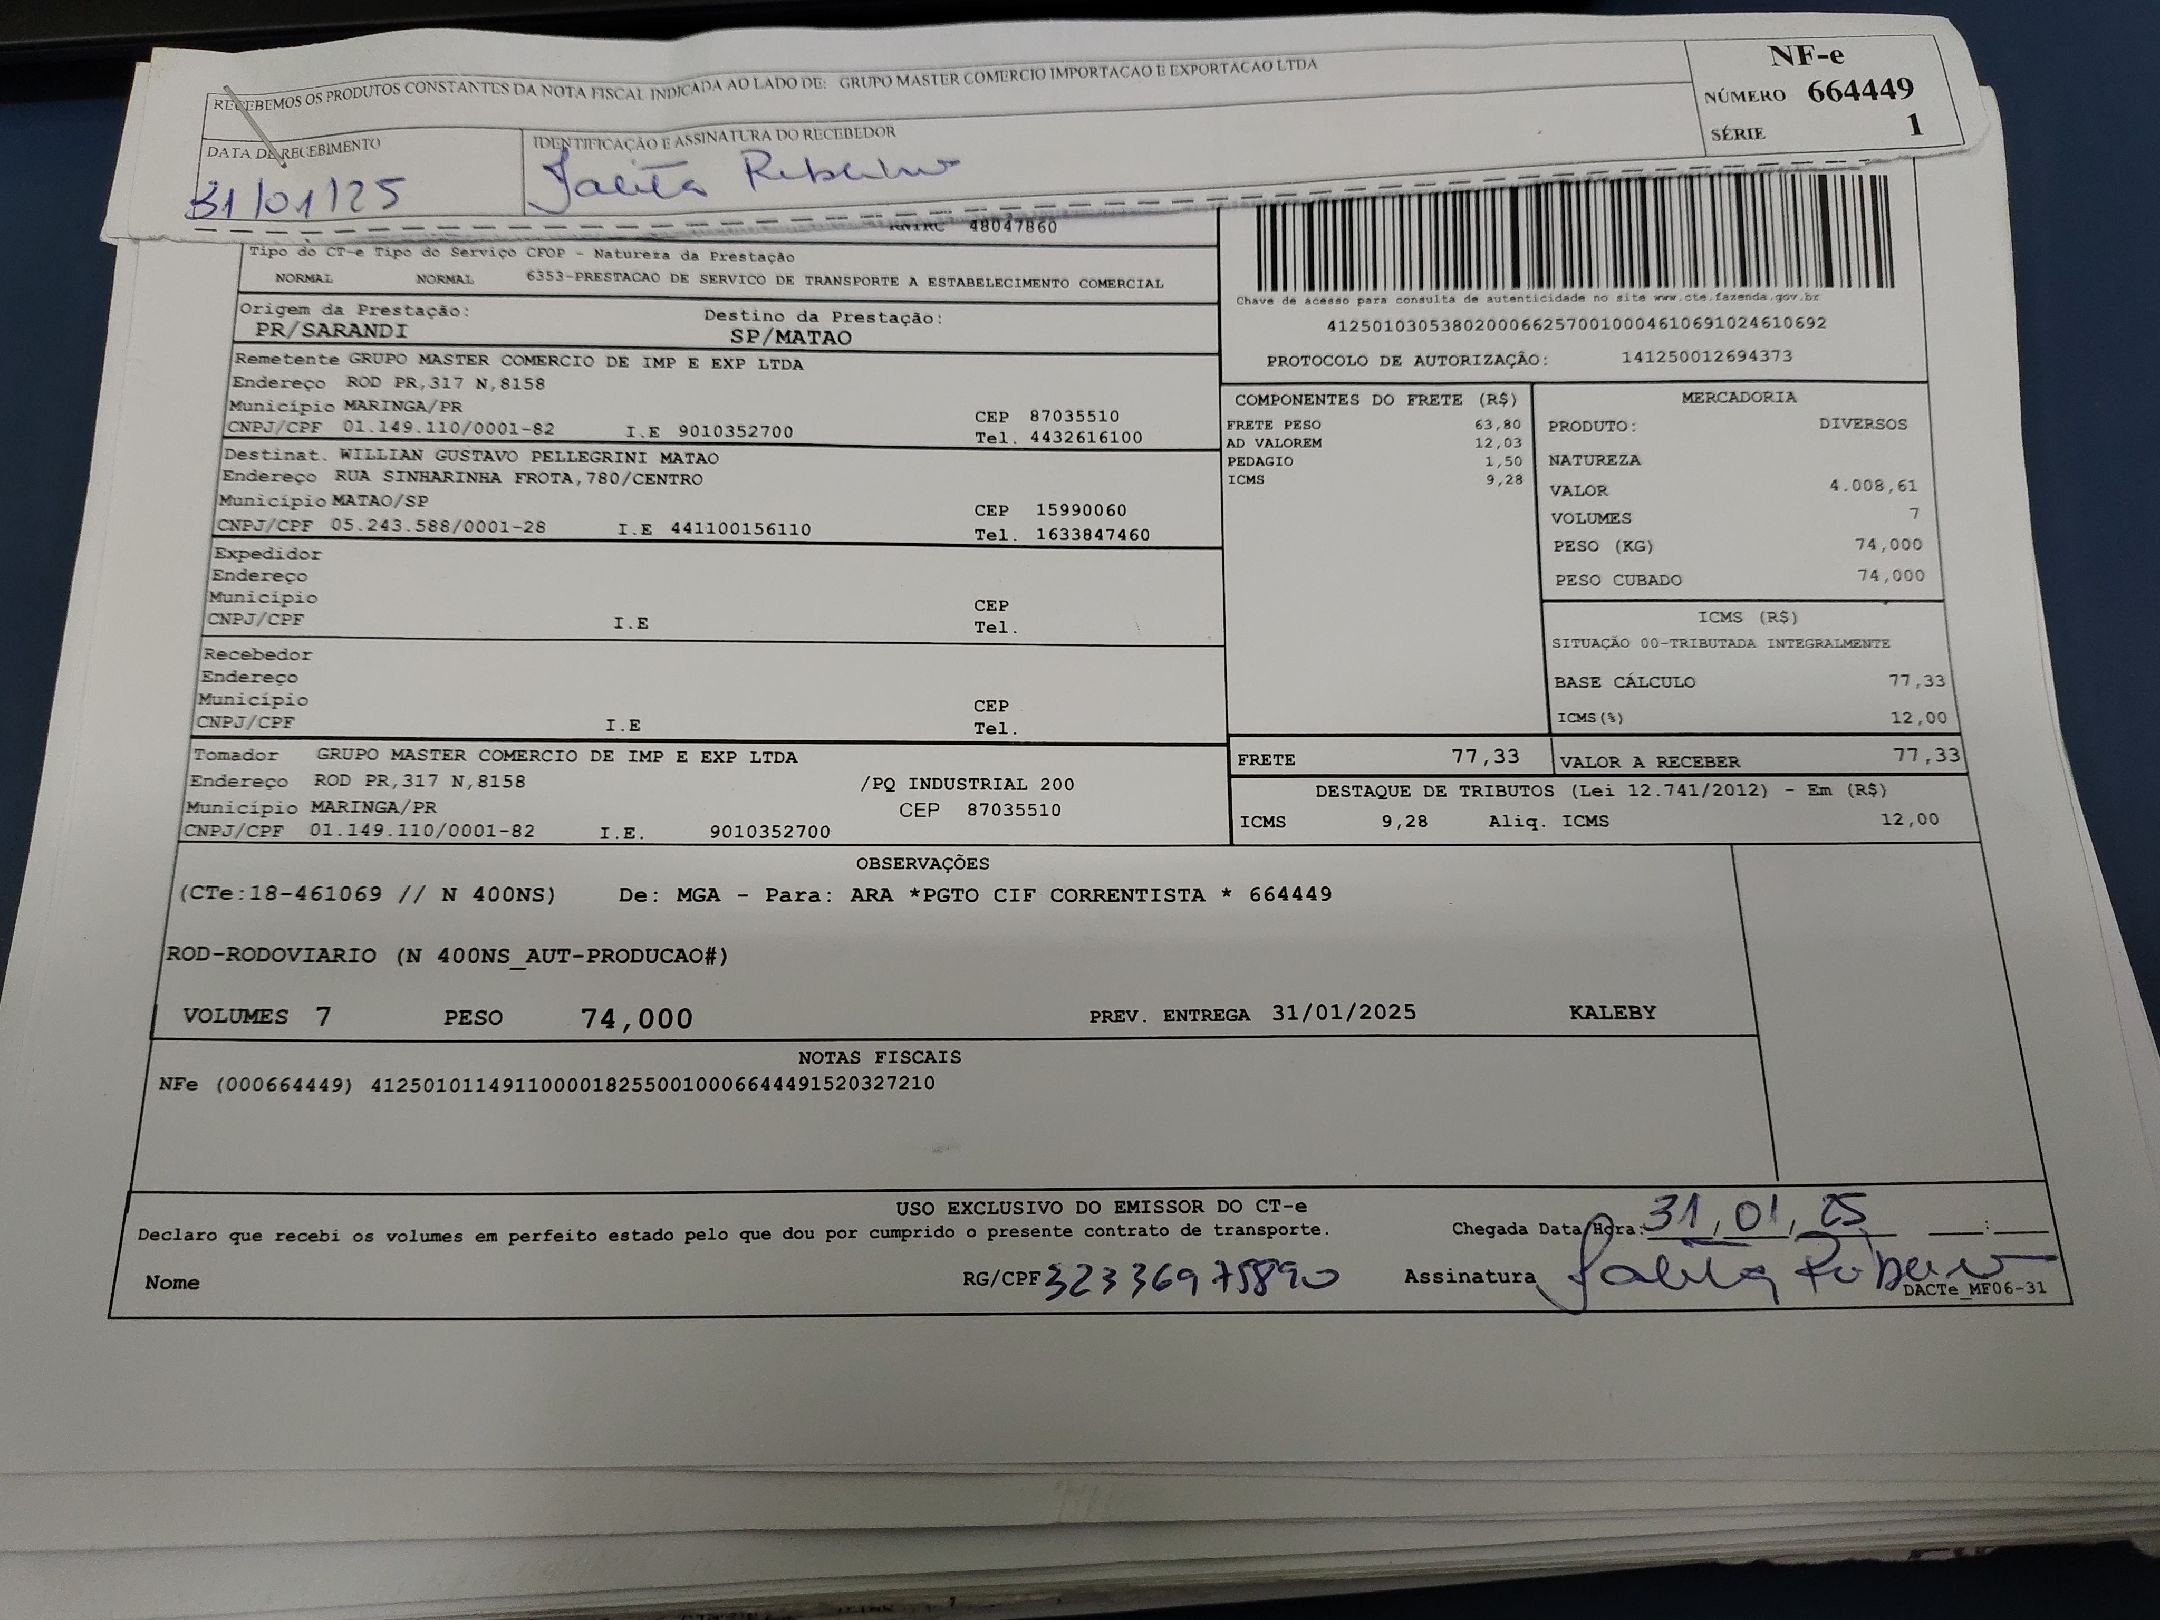 RECEBEMOS OS PRODUTOS CONSTANTES DA NOTA FISCAL INDICADA AO LADO DE: GRUPO MASTER COMERCIO IMPORTACAO E EXPORTACAO LTDA
NF-e
NÚMERO 664449
SÉRIE 1
DATA DE RECEBIMENTO
31/01/25
IDENTIFICAÇÃO E ASSINATURA DO RECEBEDOR
Talita Ribeiro
RNTRC 48047860
Tipo do CT-e Tipo do Serviço CFOP - Natureza da Prestação
NORMAL NORMAL 6353-PRESTACAO DE SERVICO DE TRANSPORTE A ESTABELECIMENTO COMERCIAL
Origem da Prestação: Destino da Prestação:
PR/SARANDI SP/MATAO
Chave de acesso para consulta de autenticidade no site www.cte.fazenda.gov.br
41250103053802000662570010004610691024610692
PROTOCOLO DE AUTORIZAÇÃO: 141250012694373
Remetente GRUPO MASTER COMERCIO DE IMP E EXP LTDA
Endereço ROD PR,317 N,8158
Município MARINGA/PR CEP 87035510
CNPJ/CPF 01.149.110/0001-82 I.E 9010352700 Tel. 4432616100
Destinat. WILLIAN GUSTAVO PELLEGRINI MATAO
Endereço RUA SINHARINHA FROTA,780/CENTRO
Município MATAO/SP CEP 15990060
CNPJ/CPF 05.243.588/0001-28 I.E 441100156110 Tel. 1633847460
Expedidor
Endereço
Município CEP
CNPJ/CPF I.E Tel.
Recebedor
Endereço
Município CEP
CNPJ/CPF I.E Tel.
Tomador GRUPO MASTER COMERCIO DE IMP E EXP LTDA
Endereço ROD PR,317 N,8158 /PQ INDUSTRIAL 200
Município MARINGA/PR CEP 87035510
CNPJ/CPF 01.149.110/0001-82 I.E. 9010352700
COMPONENTES DO FRETE (R$)
FRETE PESO 63,80
AD VALOREM 12,03
PEDAGIO 1,50
ICMS 9,28
MERCADORIA
PRODUTO: DIVERSOS
NATUREZA
VALOR 4.008,61
VOLUMES 7
PESO (KG) 74,000
PESO CUBADO 74,000
ICMS (R$)
SITUAÇÃO 00-TRIBUTADA INTEGRALMENTE
BASE CÁLCULO 77,33
ICMS(%) 12,00
FRETE 77,33 VALOR A RECEBER 77,33
DESTAQUE DE TRIBUTOS (Lei 12.741/2012) - Em (R$)
ICMS 9,28 Aliq. ICMS 12,00
OBSERVAÇÕES
(CTe:18-461069 // N 400NS) De: MGA - Para: ARA *PGTO CIF CORRENTISTA * 664449
ROD-RODOVIARIO (N 400NS_AUT-PRODUCAO#)
VOLUMES 7 PESO 74,000 PREV. ENTREGA 31/01/2025 KALEBY
NOTAS FISCAIS
NFe (000664449) 41250101149110000182550010006644491520327210
USO EXCLUSIVO DO EMISSOR DO CT-e
Declaro que recebi os volumes em perfeito estado pelo que dou por cumprido o presente contrato de transporte. Chegada Data/Hora: 31/01/25 __:__
Nome RG/CPF 32336975890 Assinatura Talita Ribeiro
DACTe_MF06-31